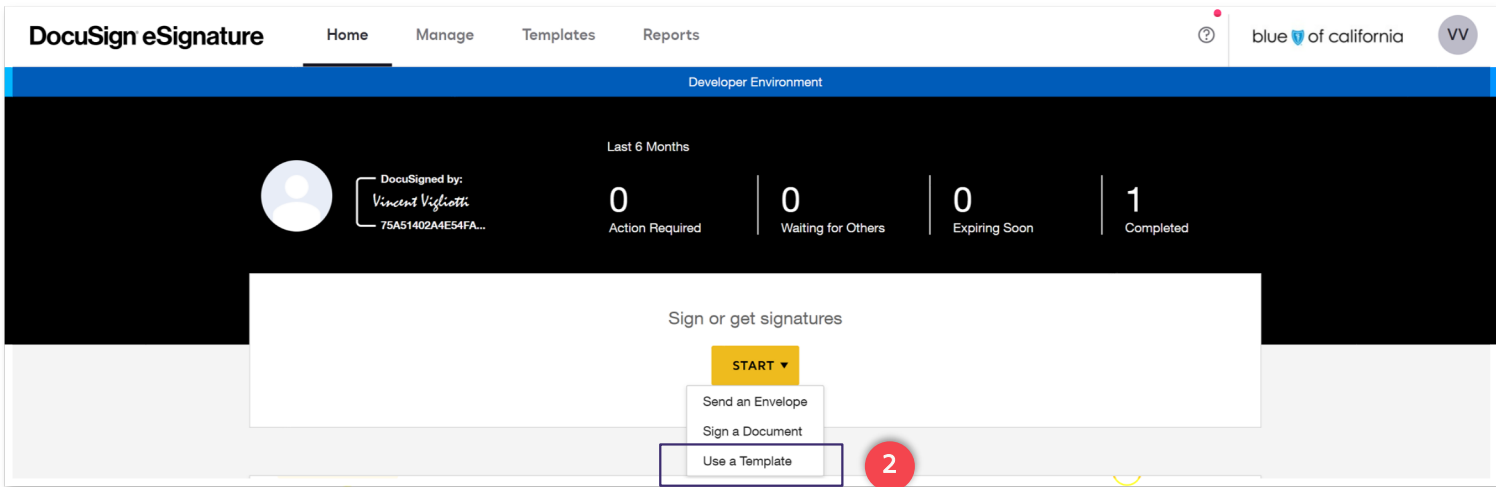 DocuSign eSignature Home Manage Templates Reports ? blue of california VV
Developer Environment
Last 6 Months
DocuSigned by:
Vincent Vigliotti
75A51402A4E54FA...
0 0 0 1
Action Required Waiting for Others Expiring Soon Completed
Sign or get signatures
START
Send an Envelope
Sign a Document
Use a Template 2